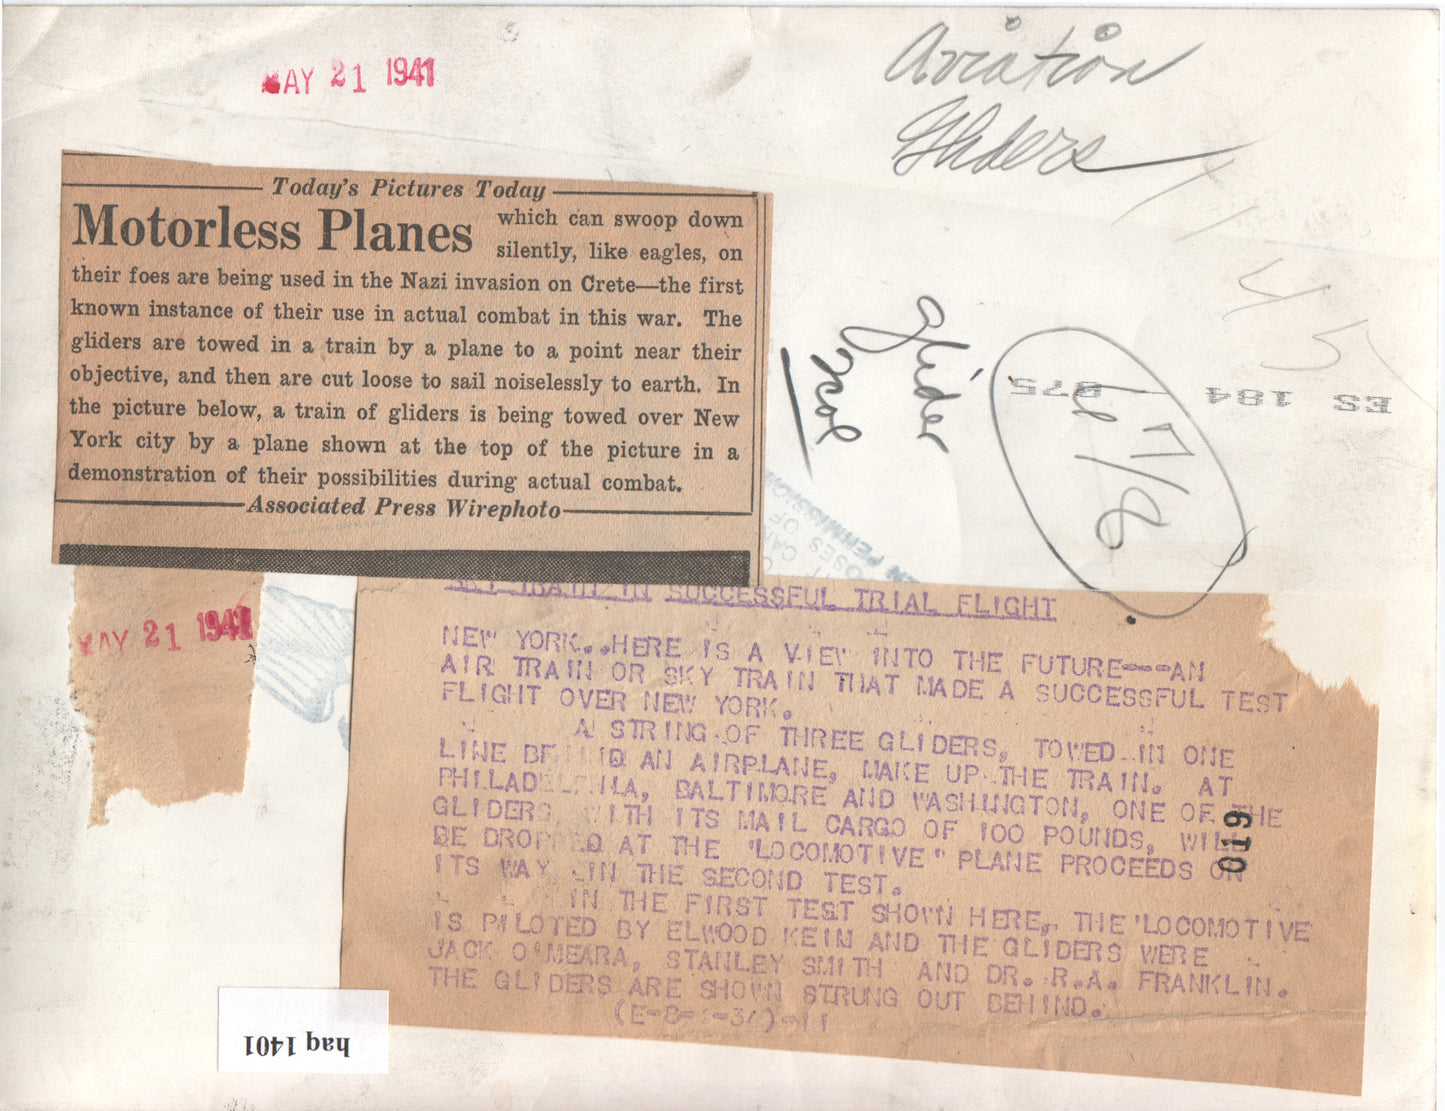 MAY 21 1941
Aviation
Gliders
Today's Pictures Today
Motorless Planes which can swoop down
silently, like eagles, on
their foes are being used in the Nazi invasion on Crete—the first
known instance of their use in actual combat in this war. The
gliders are towed in a train by a plane to a point near their
objective, and then are cut loose to sail noiselessly to earth. In
the picture below, a train of gliders is being towed over New
York city by a plane shown at the top of the picture in a
demonstration of their possibilities during actual combat.
Associated Press Wirephoto
glider
ES 184 — 075
MAY 21 194
SKY TRAIN IN SUCCESSFUL TRIAL FLIGHT
NEW YORK..HERE IS A VIEW INTO THE FUTURE---AN
AIR TRAIN OR SKY TRAIN THAT MADE A SUCCESSFUL TEST
FLIGHT OVER NEW YORK.
A STRING OF THREE GLIDERS, TOWED IN ONE
LINE BEHIND AN AIRPLANE, MAKE UP THE TRAIN. AT
PHILADELPHIA, BALTIMORE AND WASHINGTON, ONE OF THE
GLIDERS, WITH ITS MAIL CARGO OF 100 POUNDS, WILL
BE DROPPED AT THE "LOCOMOTIVE" PLANE PROCEEDS ON
ITS WAY, IN THE SECOND TEST.
IN THE FIRST TEST SHOWN HERE, THE "LOCOMOTIVE
IS PILOTED BY ELWOOD KEIM AND THE GLIDERS WERE
JACK O'MEARA, STANLEY SMITH AND DR. R.A. FRANKLIN.
THE GLIDERS ARE SHOWN STRUNG OUT BEHIND.
019
haq 1401